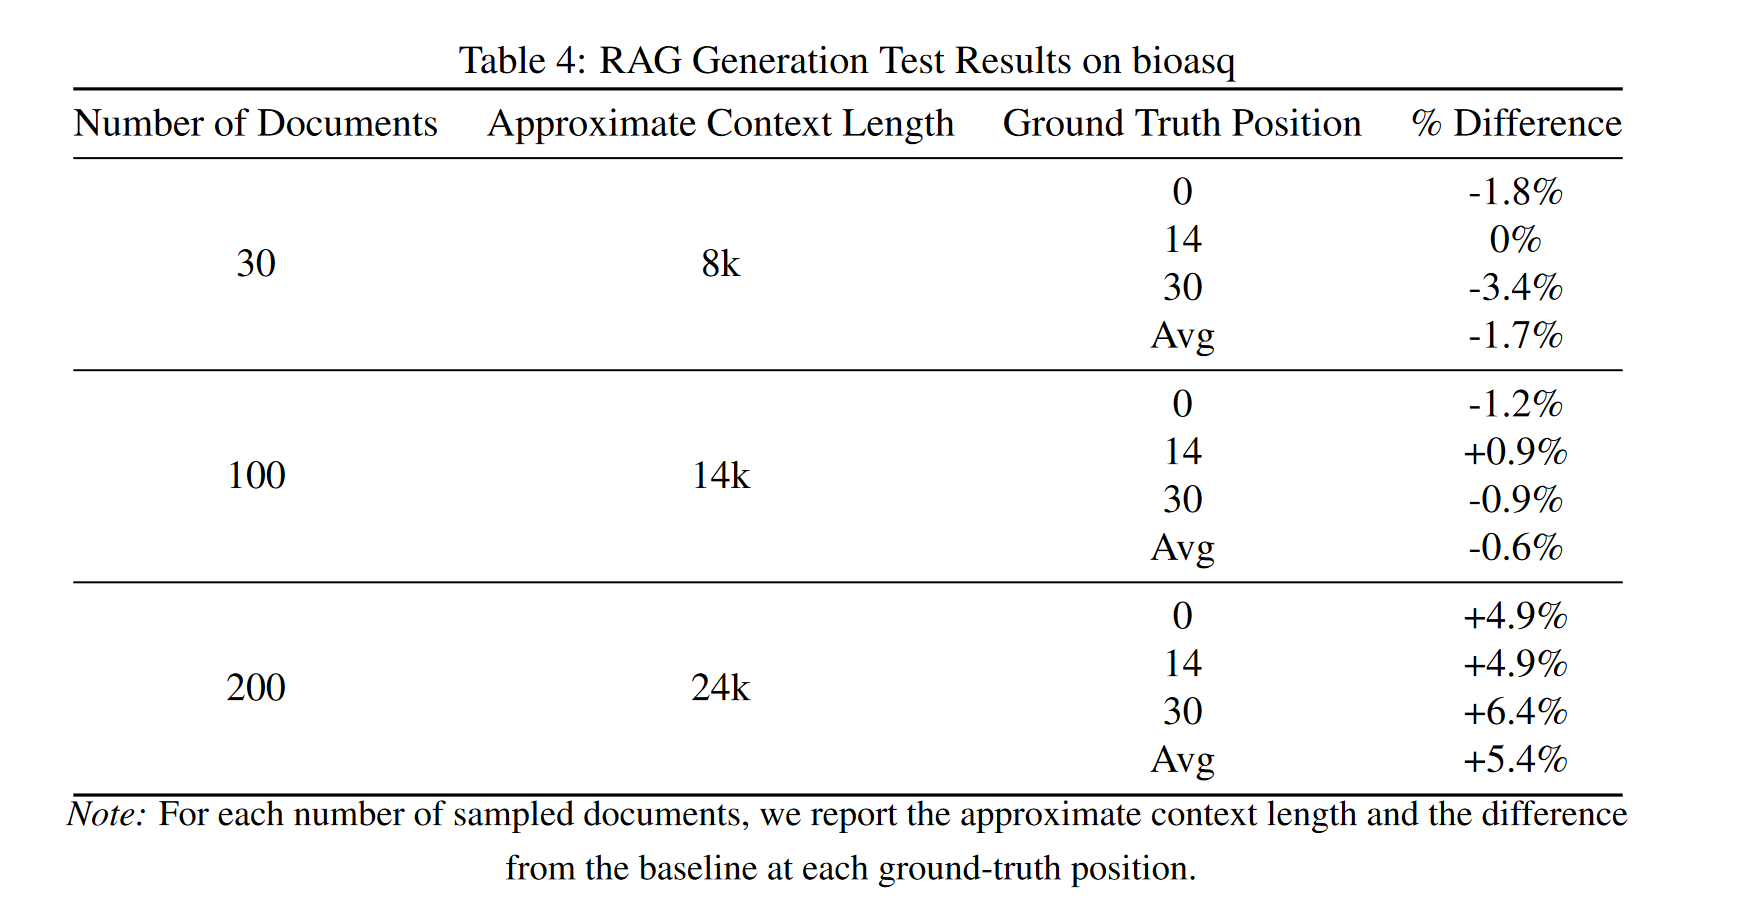 Table 4: RAG Generation Test Results on bioasq
Number of Documents Approximate Context Length Ground Truth Position % Difference
0 -1.8%
14 0%
30 8k
30 -3.4%
Avg -1.7%
0 -1.2%
14 +0.9%
100 14k
30 -0.9%
Avg -0.6%
0 +4.9%
14 +4.9%
200 24k
30 +6.4%
Avg +5.4%
Note: For each number of sampled documents, we report the approximate context length and the difference
from the baseline at each ground-truth position.